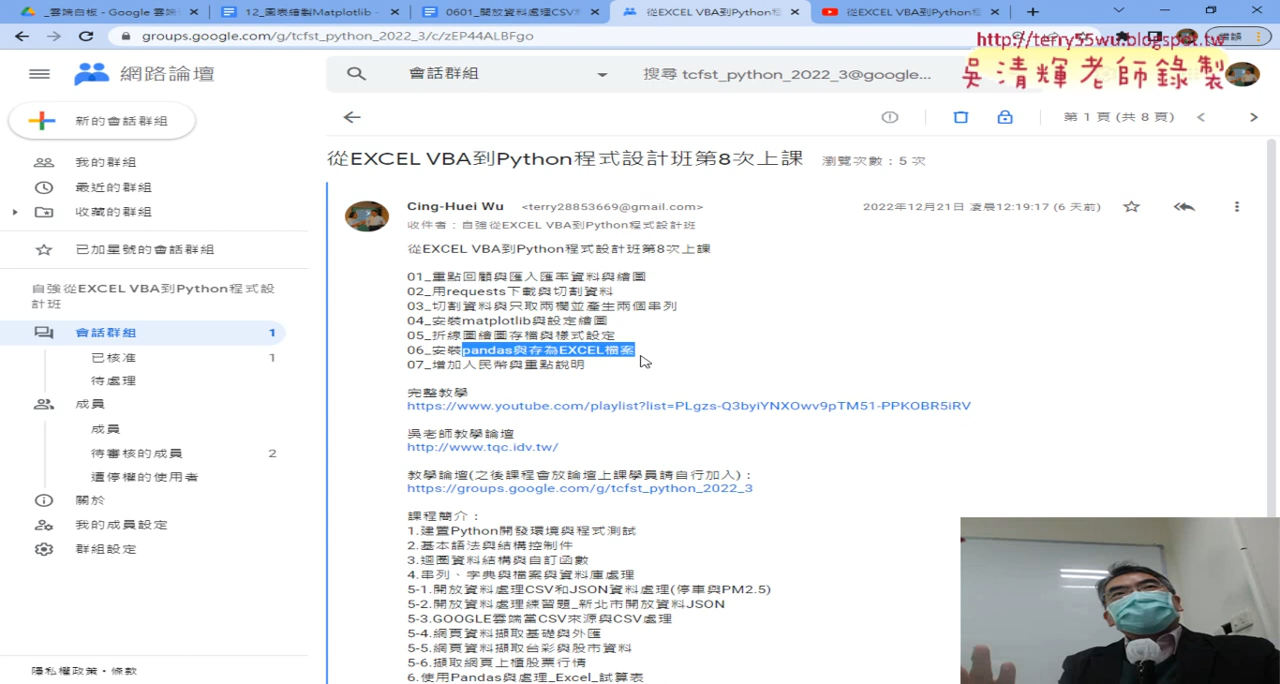 _雲端白板 - Google 雲端
12_圖表繪製Matplotlib -
0601_開放資料處理CSV
從EXCEL VBA到Python程
從EXCEL VBA到Python程
groups.google.com/g/tcfst_python_2022_3/c/zEP44ALBFgo
http://terry55wu.blogspot.tw
吳清輝老師錄製
網路論壇
會話群組
搜尋 tcfst_python_2022_3@google...
新的會話群組
第 1 頁 (共 8 頁)
我的群組
最近的群組
收藏的群組
已加星號的會話群組
自強從EXCEL VBA到Python程式設
計班
會話群組 1
已核准 1
待處理
成員
成員
待審核的成員 2
遭停權的使用者
關於
我的成員設定
群組設定
隱私權政策 • 條款
從EXCEL VBA到Python程式設計班第8次上課
瀏覽次數：5 次
Cing-Huei Wu <terry28853669@gmail.com>
2022年12月21日 凌晨12:19:17 (6 天前)
收件者：自強從EXCEL VBA到Python程式設計班
從EXCEL VBA到Python程式設計班第8次上課
01_重點回顧與匯入匯率資料與繪圖
02_用requests下載與切割資料
03_切割資料與只取兩欄並產生兩個串列
04_安裝matplotlib與設定繪圖
05_折線圖繪圖存檔與樣式設定
06_安裝pandas與存為EXCEL檔案
07_增加人民幣與重點說明
完整教學
https://www.youtube.com/playlist?list=PLgzs-Q3byiYNXOwv9pTM51-PPKOBR5iRV
吳老師教學論壇
http://www.tqc.idv.tw/
教學論壇(之後課程會放論壇上課學員請自行加入)：
https://groups.google.com/g/tcfst_python_2022_3
課程簡介：
1.建置Python開發環境與程式測試
2.基本語法與結構控制件
3.迴圈資料結構與自訂函數
4.串列、字典與檔案與資料庫處理
5-1.開放資料處理CSV和JSON資料處理(停車與PM2.5)
5-2.開放資料處理練習題_新北市開放資料JSON
5-3.GOOGLE雲端當CSV來源與CSV處理
5-4.網頁資料擷取基礎與外匯
5-5.網頁資料擷取台彩與股市資料
5-6.擷取網頁上櫃股票行情
6.使用Pandas與處理_Excel_試算表